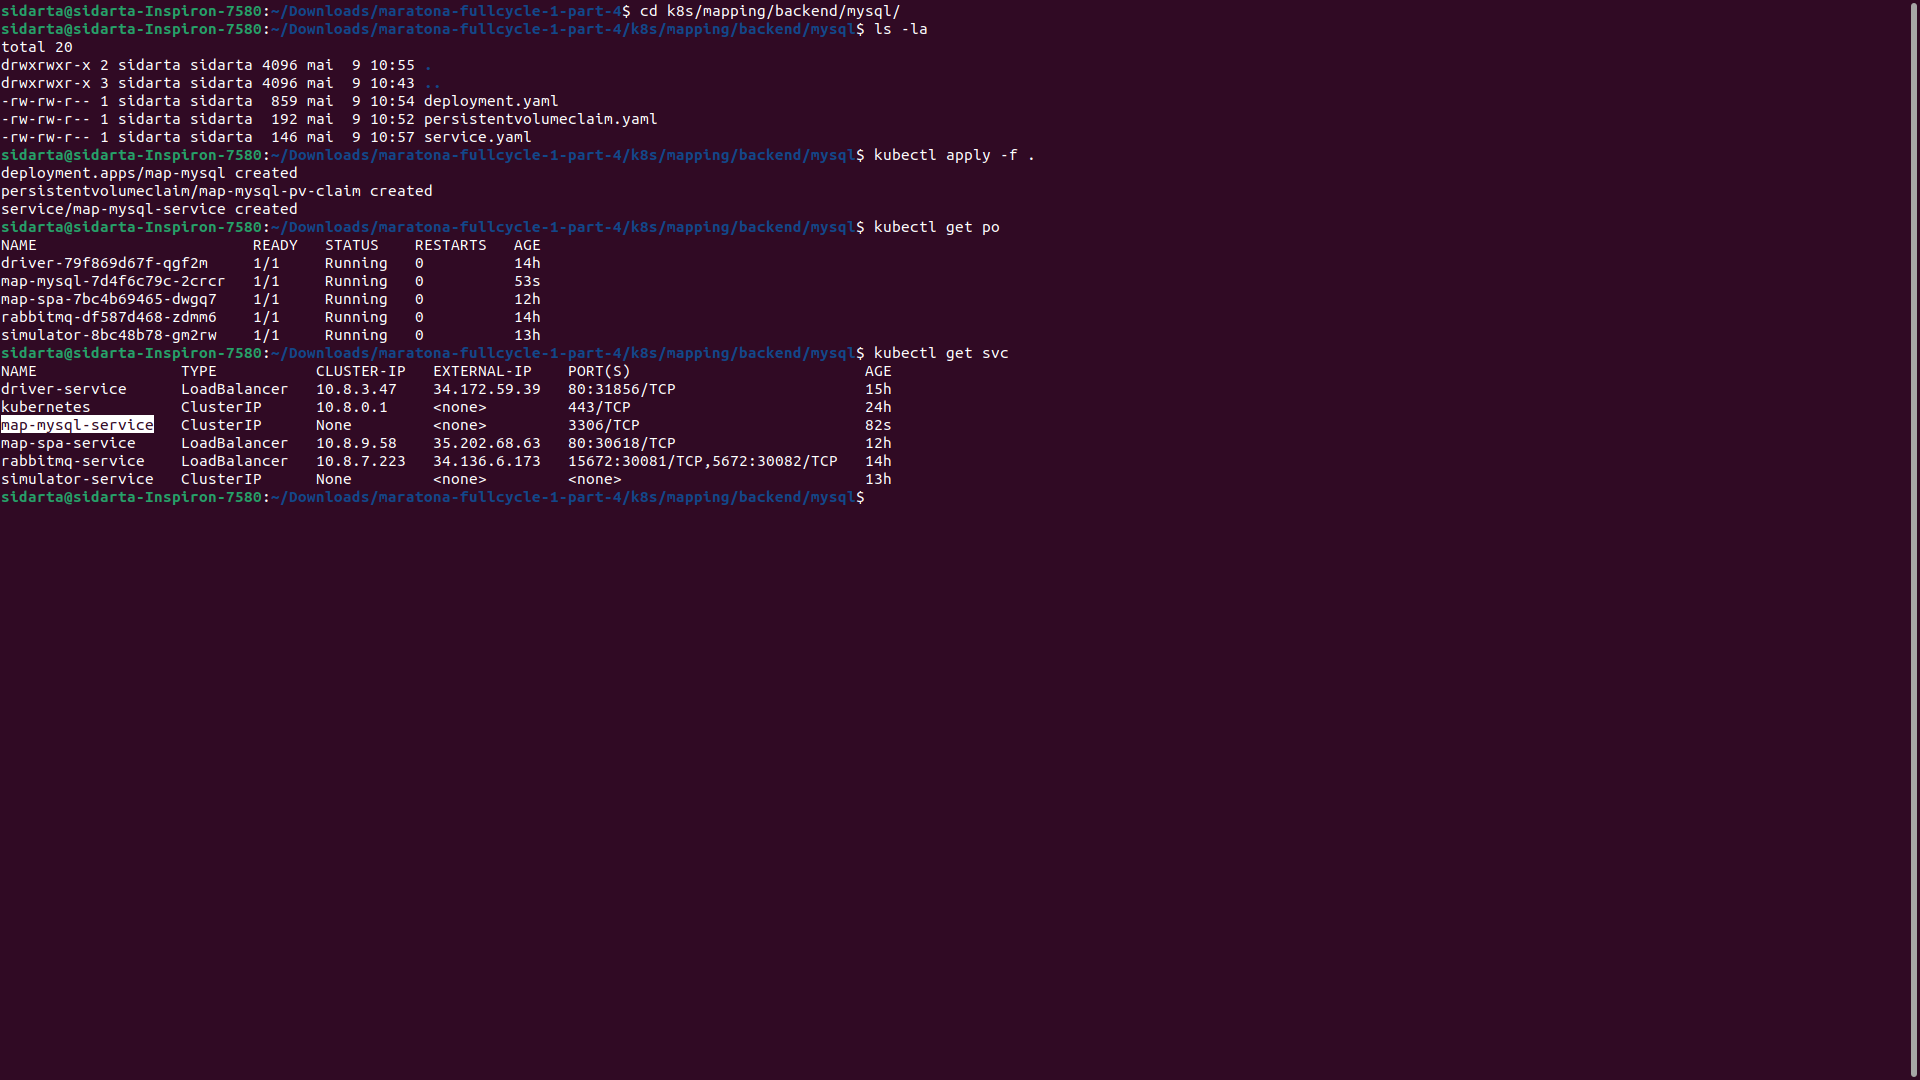 sidarta@sidarta-Inspiron-7580:~/Downloads/maratona-fullcycle-1-part-4$ cd k8s/mapping/backend/mysql/
sidarta@sidarta-Inspiron-7580:~/Downloads/maratona-fullcycle-1-part-4/k8s/mapping/backend/mysql$ ls -la
total 20
drwxrwxr-x 2 sidarta sidarta 4096 mai  9 10:55 .
drwxrwxr-x 3 sidarta sidarta 4096 mai  9 10:43 ..
-rw-rw-r-- 1 sidarta sidarta  859 mai  9 10:54 deployment.yaml
-rw-rw-r-- 1 sidarta sidarta  192 mai  9 10:52 persistentvolumeclaim.yaml
-rw-rw-r-- 1 sidarta sidarta  146 mai  9 10:57 service.yaml
sidarta@sidarta-Inspiron-7580:~/Downloads/maratona-fullcycle-1-part-4/k8s/mapping/backend/mysql$ kubectl apply -f .
deployment.apps/map-mysql created
persistentvolumeclaim/map-mysql-pv-claim created
service/map-mysql-service created
sidarta@sidarta-Inspiron-7580:~/Downloads/maratona-fullcycle-1-part-4/k8s/mapping/backend/mysql$ kubectl get po
NAME                        READY   STATUS    RESTARTS   AGE
driver-79f869d67f-qgf2m     1/1     Running   0          14h
map-mysql-7d4f6c79c-2crcr   1/1     Running   0          53s
map-spa-7bc4b69465-dwgq7    1/1     Running   0          12h
rabbitmq-df587d468-zdmm6    1/1     Running   0          14h
simulator-8bc48b78-gm2rw    1/1     Running   0          13h
sidarta@sidarta-Inspiron-7580:~/Downloads/maratona-fullcycle-1-part-4/k8s/mapping/backend/mysql$ kubectl get svc
NAME                TYPE           CLUSTER-IP   EXTERNAL-IP    PORT(S)                          AGE
driver-service      LoadBalancer   10.8.3.47    34.172.59.39   80:31856/TCP                     15h
kubernetes          ClusterIP      10.8.0.1     <none>         443/TCP                          24h
map-mysql-service   ClusterIP      None         <none>         3306/TCP                         82s
map-spa-service     LoadBalancer   10.8.9.58    35.202.68.63   80:30618/TCP                     12h
rabbitmq-service    LoadBalancer   10.8.7.223   34.136.6.173   15672:30081/TCP,5672:30082/TCP   14h
simulator-service   ClusterIP      None         <none>         <none>                           13h
sidarta@sidarta-Inspiron-7580:~/Downloads/maratona-fullcycle-1-part-4/k8s/mapping/backend/mysql$